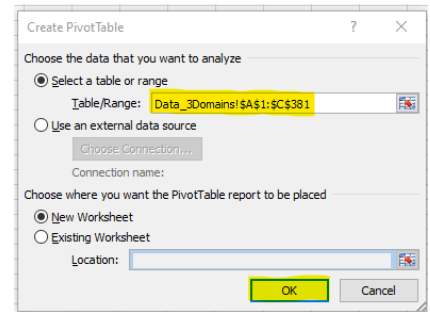 Create PivotTable ? ×
Choose the data that you want to analyze
Select a table or range
Table/Range: Data_3Domains!$A$1:$C$381
Use an external data source
Choose Connection...
Connection name:
Choose where you want the PivotTable report to be placed
New Worksheet
Existing Worksheet
Location:
OK Cancel